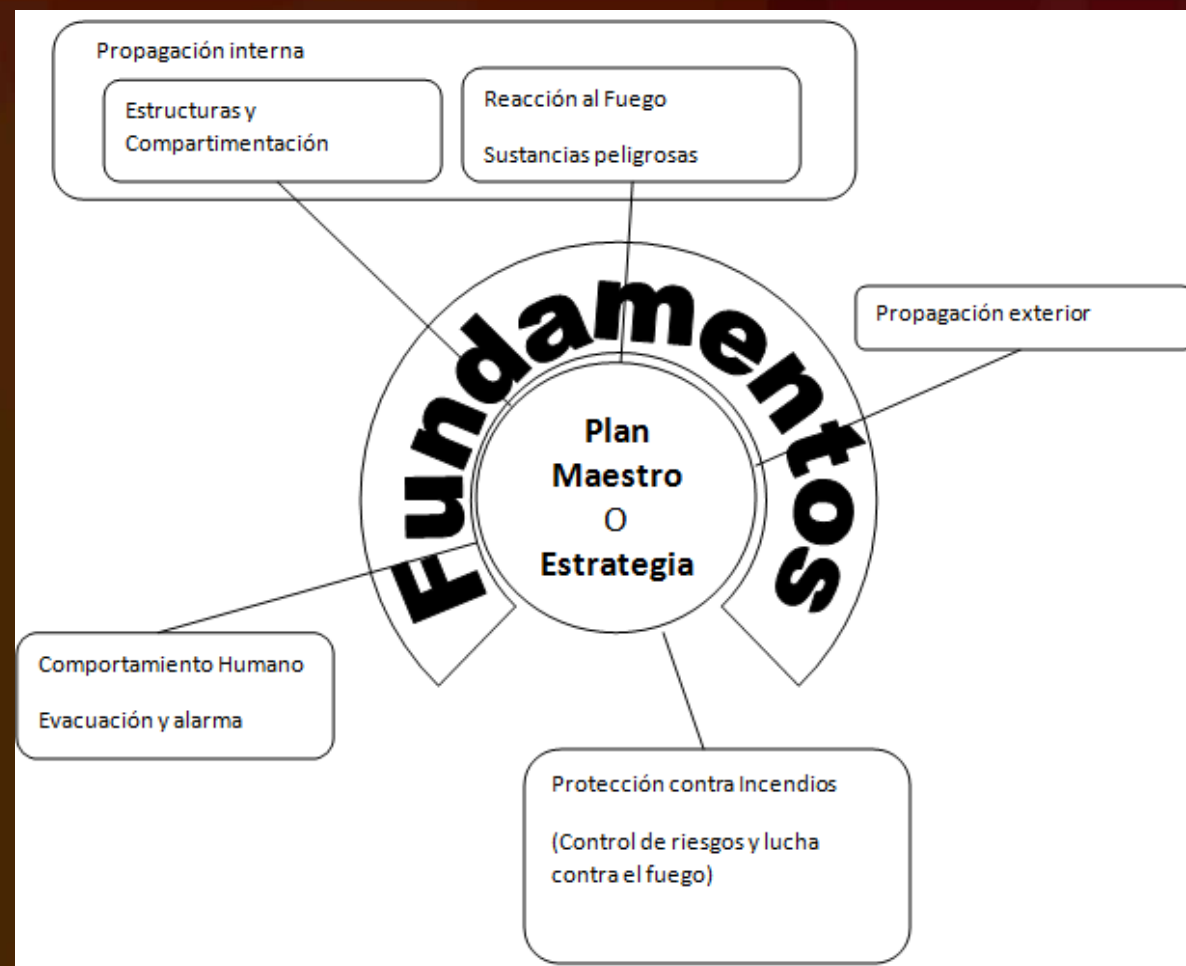 Propagación interna
Estructuras y
Compartimentación
Reacción al Fuego
Sustancias peligrosas
Propagación exterior
Fundamentos
Plan
Maestro
O
Estrategia
Comportamiento Humano
Evacuación y alarma
Protección contra Incendios
(Control de riesgos y lucha
contra el fuego)